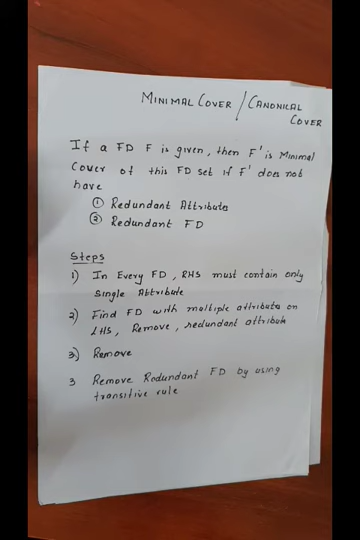 MINIMAL COVER / CANONICAL
COVER
If a FD F is given, then F' is Minimal
Cover of this FD set if F' does not
have
① Redundant Attribute
② Redundant FD
Steps
1) In Every FD, RHS must contain only
Single Attribute
2) Find FD with multiple attribute on
LHS, Remove, redundant attribute
3.) Remove
3 Remove Redundant FD by using
transitive rule